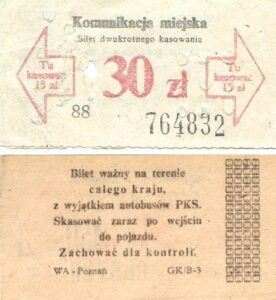 Komunikacja miejska
Bilet dwukrotnego kasowania
Tu
kasować
15 zł
30 zł
Tu
kasować
15 zł
88
764832
Bilet ważny na terenie
całego kraju,
z wyjątkiem autobusów PKS.
Skasować zaraz po wejściu
do pojazdu.
Zachować dla kontroli.
WA - Poznań GK/B-3